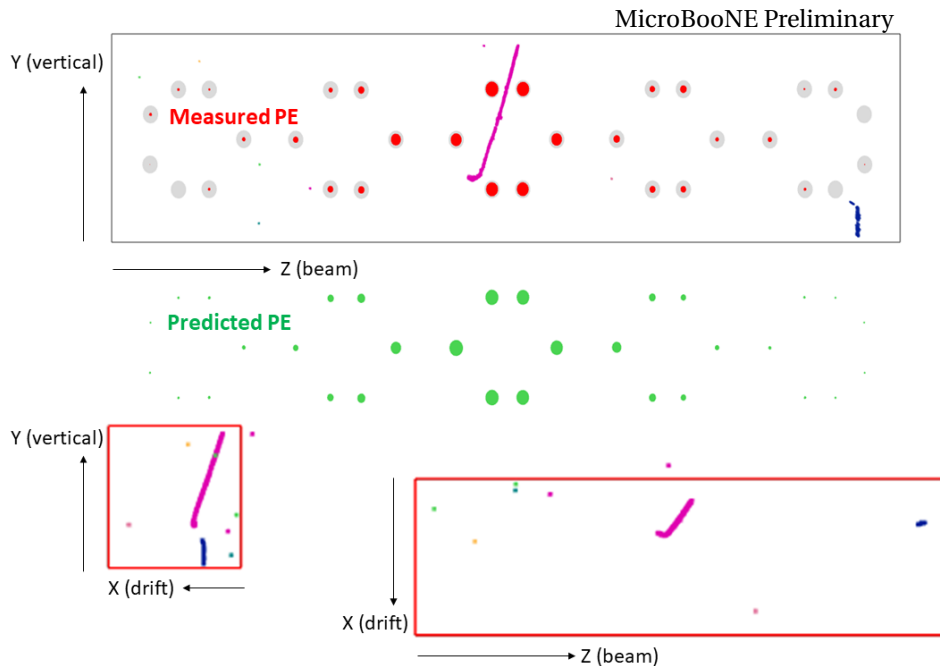 MicroBooNE Preliminary
Y (vertical)
Measured PE
Z (beam)
Predicted PE
Y (vertical)
X (drift)
X (drift)
Z (beam)